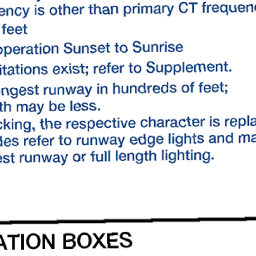 ency is other than primary CT frequen
feet
operation Sunset to Sunrise
itations exist; refer to Supplement.
ngest runway in hundreds of feet;
th may be less.
cking, the respective character is repla
des refer to runway edge lights and ma
est runway or full length lighting.
ATION BOXES